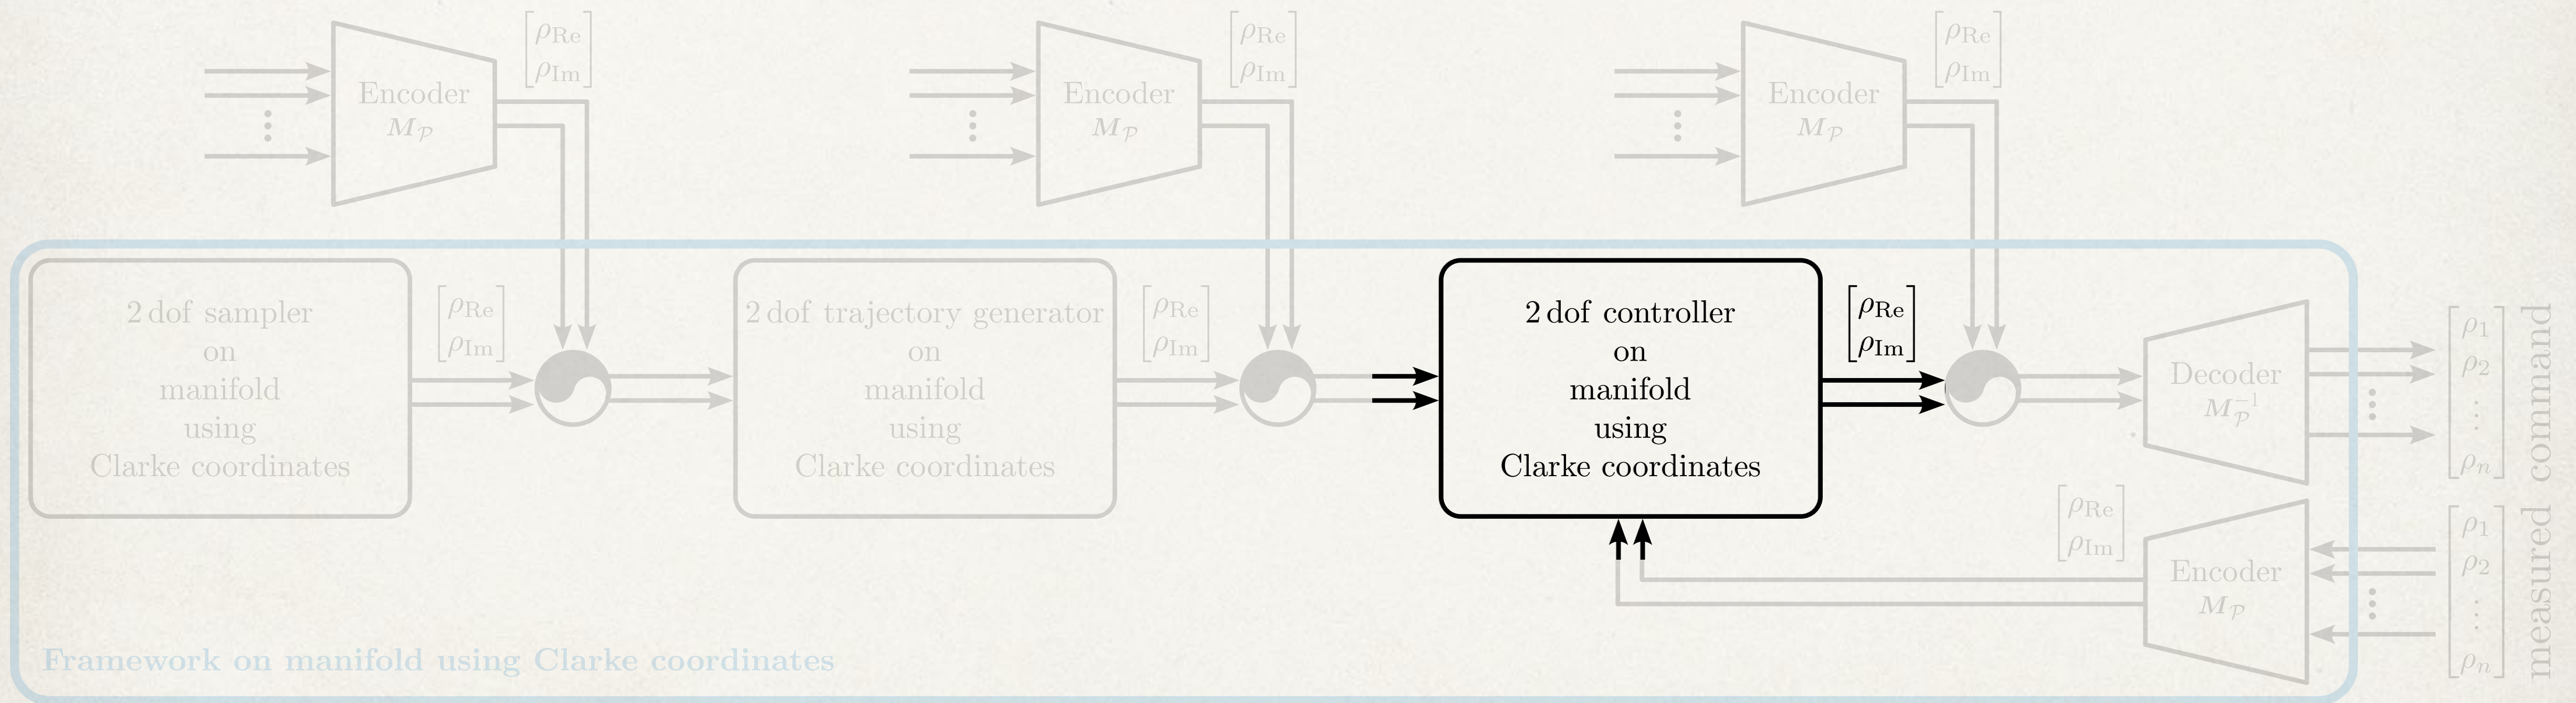 [ρRe
ρIm]
Encoder
M𝒫
[ρRe
ρIm]
Encoder
M𝒫
[ρRe
ρIm]
Encoder
M𝒫
2 dof sampler
on
manifold
using
Clarke coordinates
[ρRe
ρIm]
2 dof trajectory generator
on
manifold
using
Clarke coordinates
[ρRe
ρIm]
2 dof controller
on
manifold
using
Clarke coordinates
[ρRe
ρIm]
Decoder
M𝒫⁻¹
[ρ1
ρ2
⋮
ρn]
command
[ρRe
ρIm]
Encoder
M𝒫
[ρ1
ρ2
⋮
ρn]
measured
Framework on manifold using Clarke coordinates